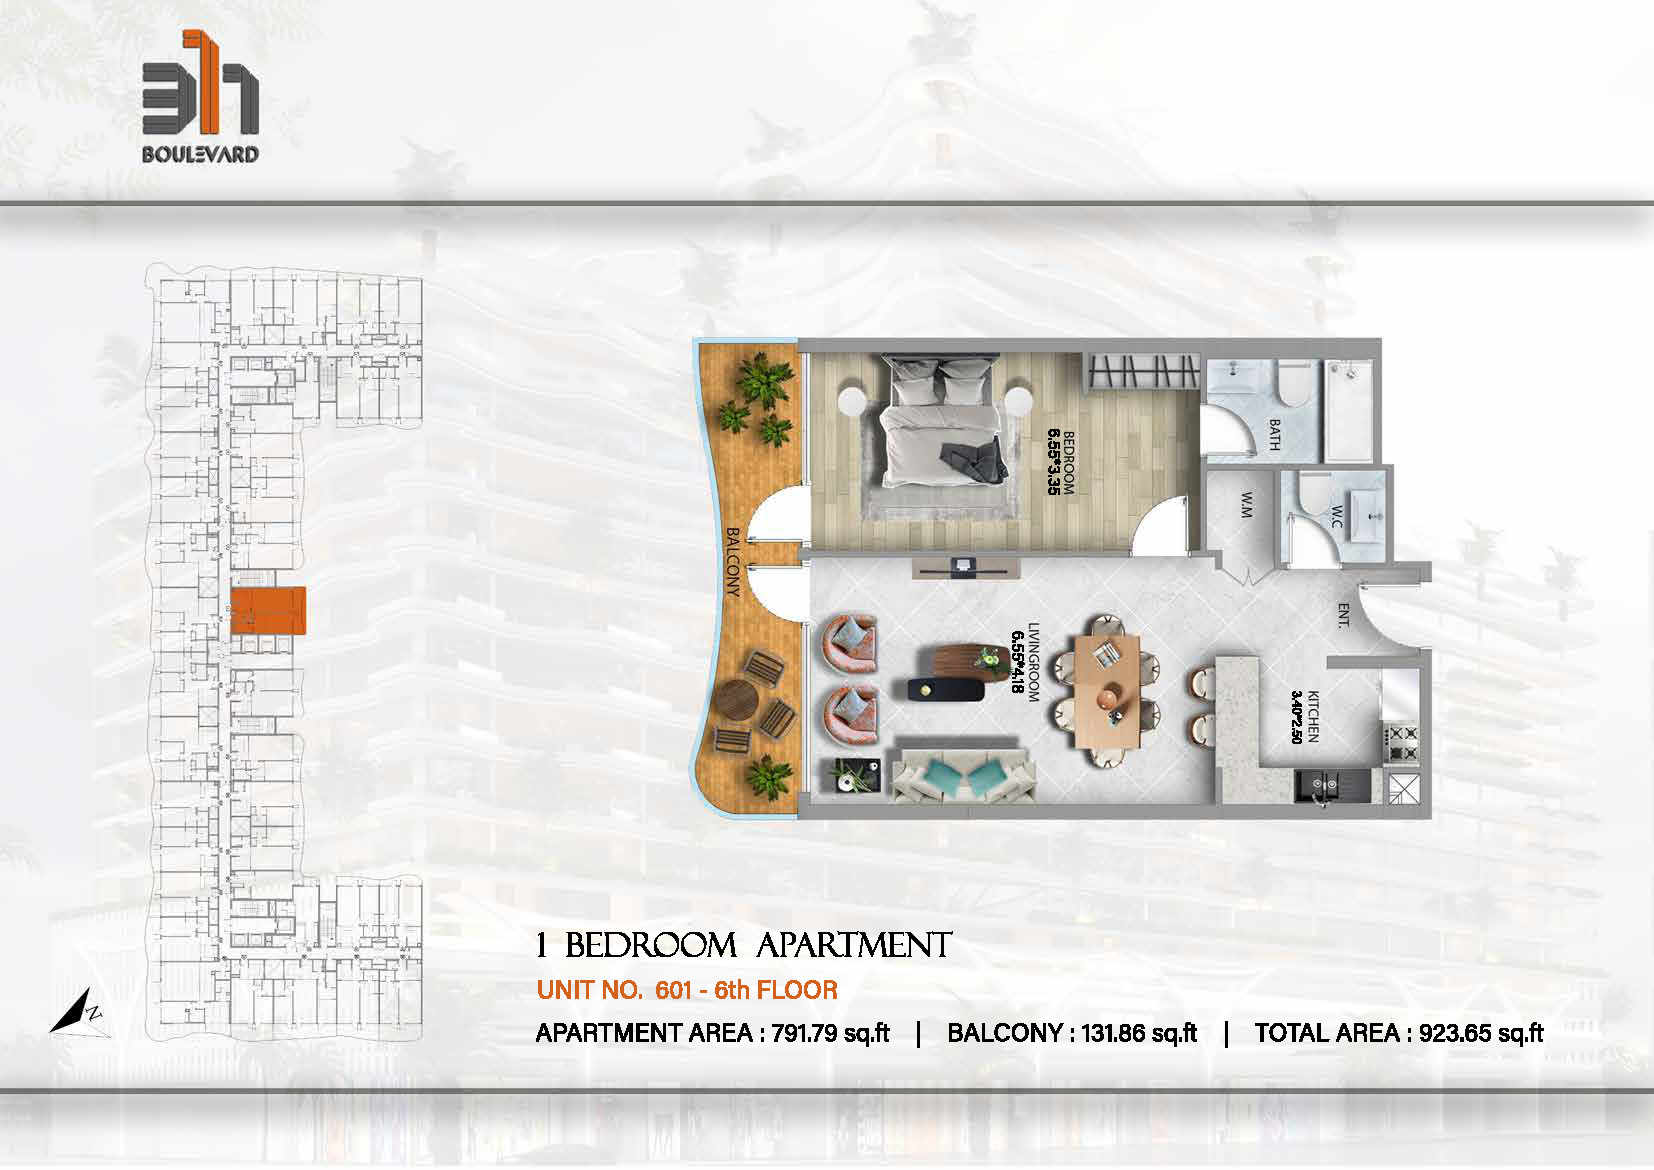 311
BOULEVARD
BEDROOM
6.55*3.35
BATH
W.M
W.C
BALCONY
LIVINGROOM
6.55*4.18
ENT.
KITCHEN
3.40*2.50
N
1 BEDROOM APARTMENT
UNIT NO. 601 - 6th FLOOR
APARTMENT AREA : 791.79 sq.ft | BALCONY : 131.86 sq.ft | TOTAL AREA : 923.65 sq.ft